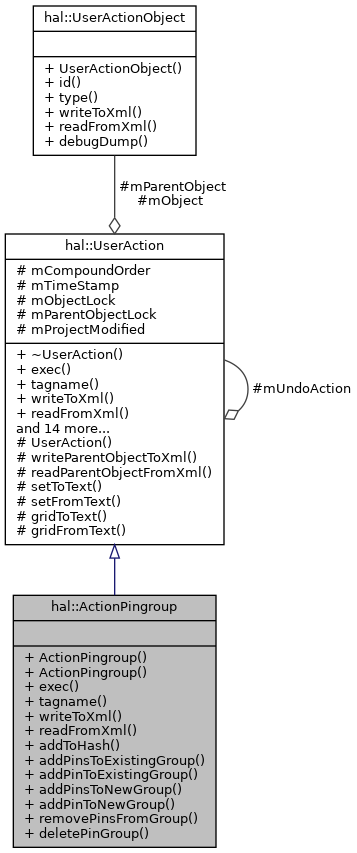 hal::UserActionObject
+ UserActionObject()
+ id()
+ type()
+ writeToXml()
+ readFromXml()
+ debugDump()
#mParentObject
#mObject
hal::UserAction
# mCompoundOrder
# mTimeStamp
# mObjectLock
# mParentObjectLock
# mProjectModified
+ ~UserAction()
+ exec()
+ tagname()
+ writeToXml()
+ readFromXml()
and 14 more...
# UserAction()
# writeParentObjectToXml()
# readParentObjectFromXml()
# setToText()
# setFromText()
# gridToText()
# gridFromText()
#mUndoAction
hal::ActionPingroup
+ ActionPingroup()
+ ActionPingroup()
+ exec()
+ tagname()
+ writeToXml()
+ readFromXml()
+ addToHash()
+ addPinsToExistingGroup()
+ addPinToExistingGroup()
+ addPinsToNewGroup()
+ addPinToNewGroup()
+ removePinsFromGroup()
+ deletePinGroup()